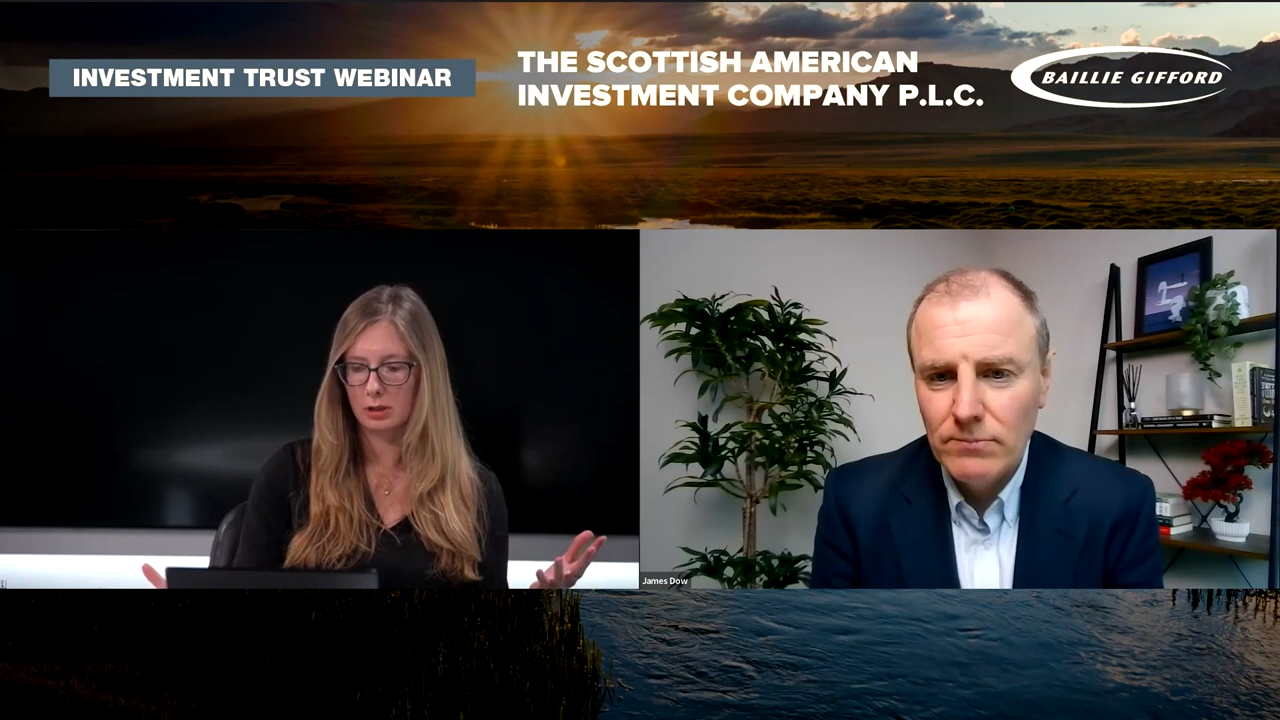 INVESTMENT TRUST WEBINAR
THE SCOTTISH AMERICAN
INVESTMENT COMPANY P.L.C.
BAILLIE GIFFORD
James Dow